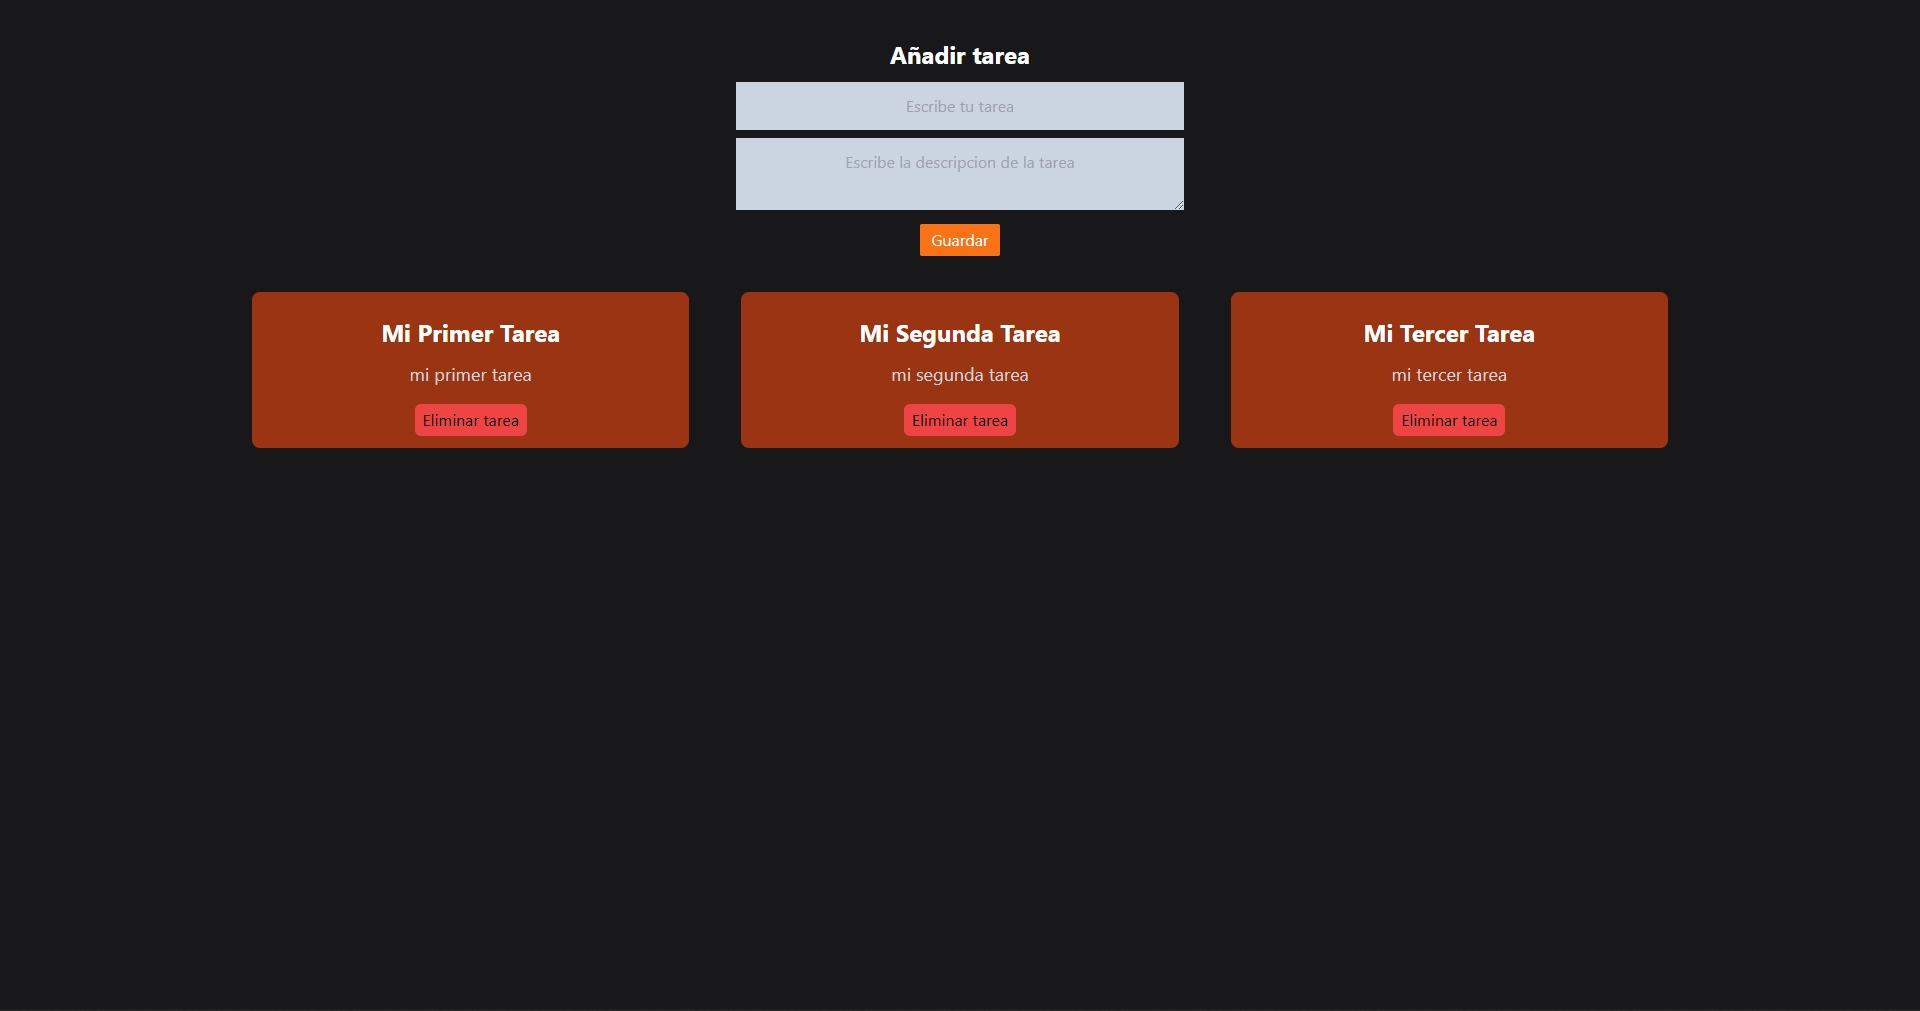 Añadir tarea
Escribe tu tarea
Escribe la descripcion de la tarea
Guardar
Mi Primer Tarea
mi primer tarea
Eliminar tarea
Mi Segunda Tarea
mi segunda tarea
Eliminar tarea
Mi Tercer Tarea
mi tercer tarea
Eliminar tarea